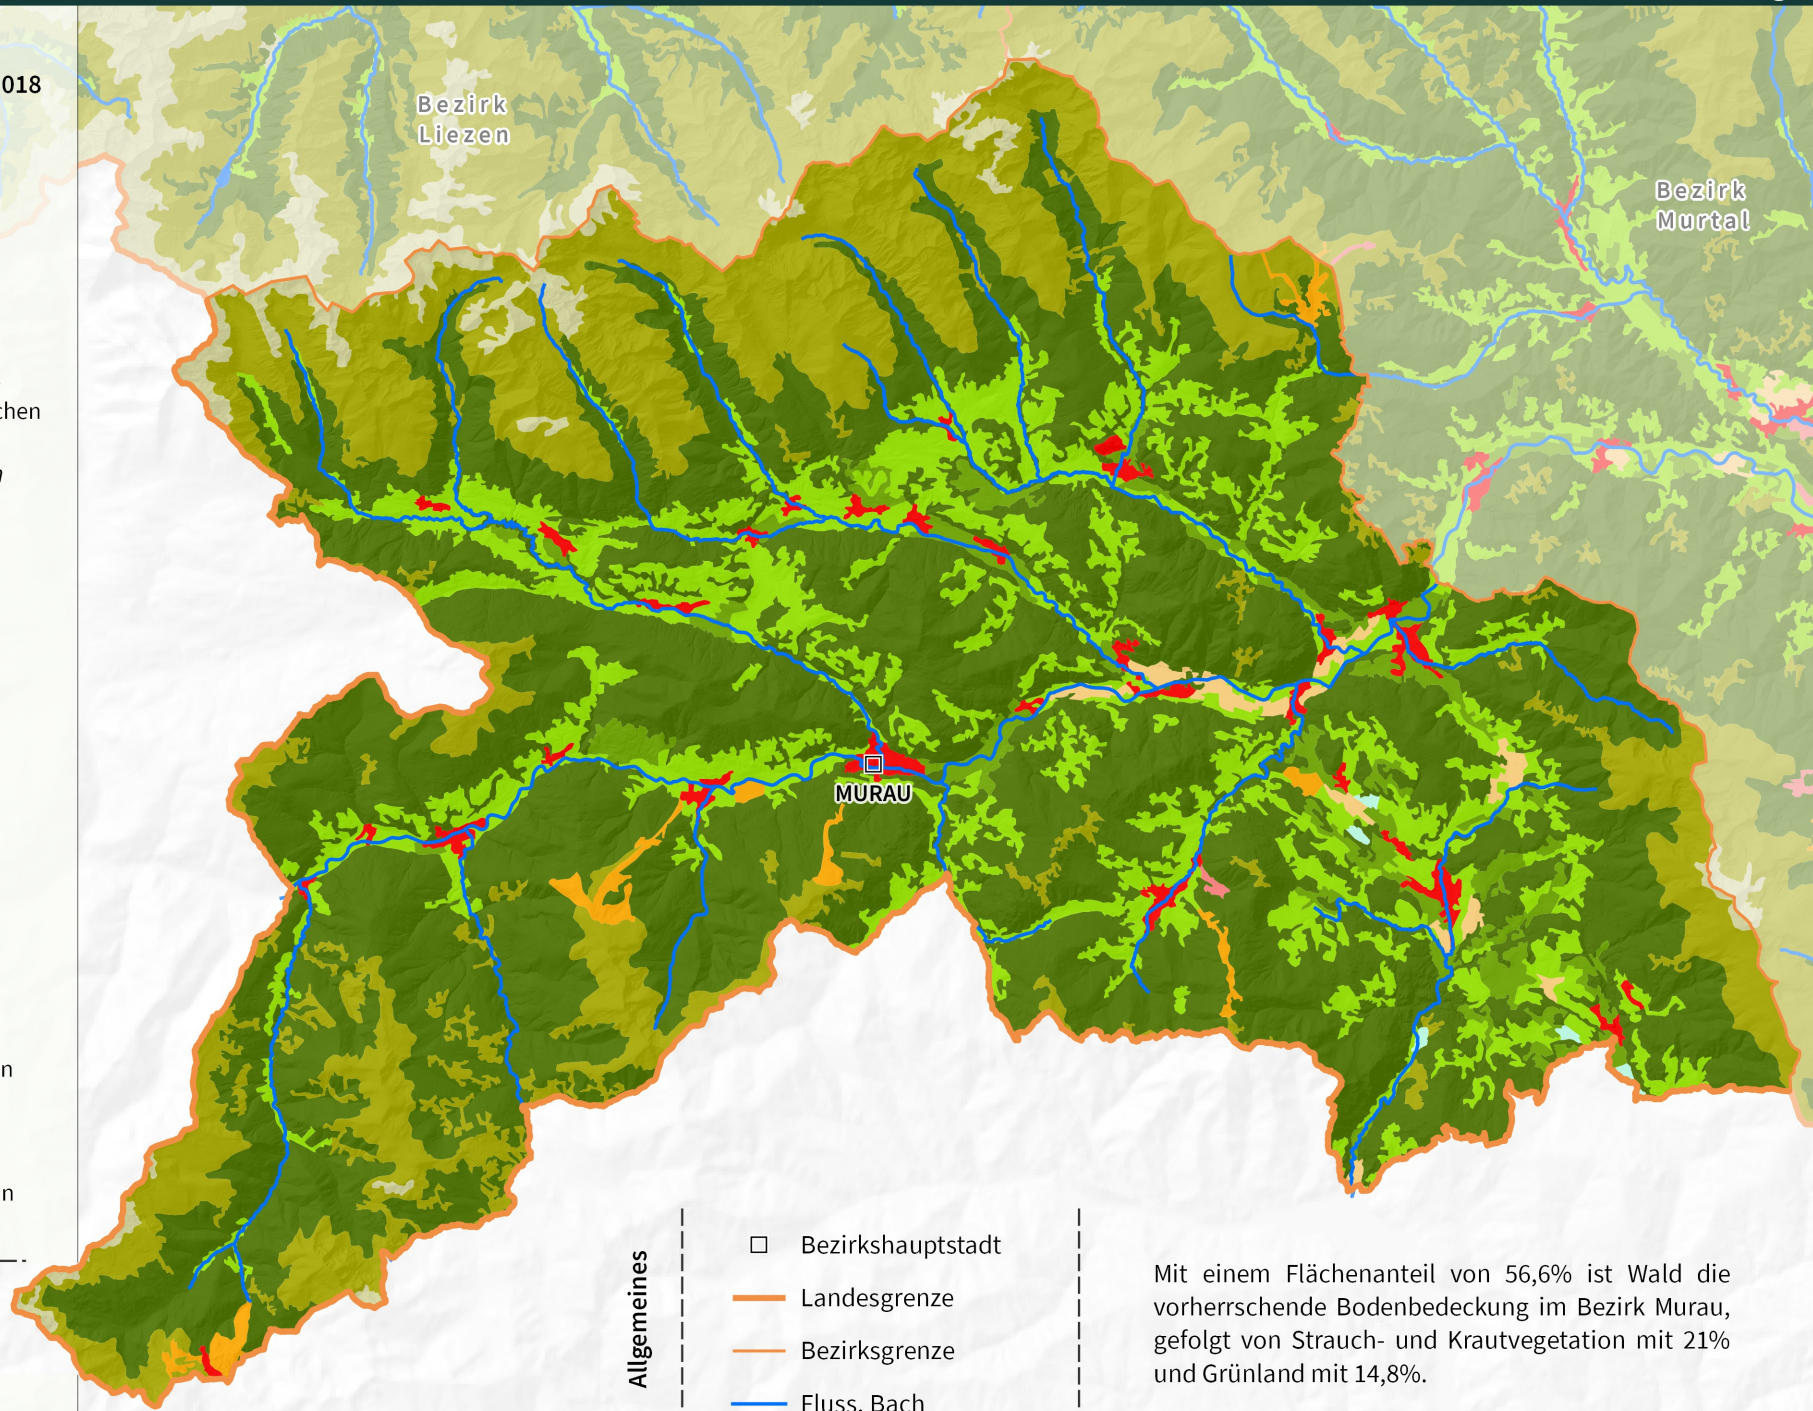 018
Bezirk
Liezen
Bezirk
Murtal
chen
MURAU
n
n
Allgemeines
Bezirkshauptstadt
Landesgrenze
Bezirksgrenze
Fluss, Bach
Mit einem Flächenanteil von 56,6% ist Wald die
vorherrschende Bodenbedeckung im Bezirk Murau,
gefolgt von Strauch- und Krautvegetation mit 21%
und Grünland mit 14,8%.